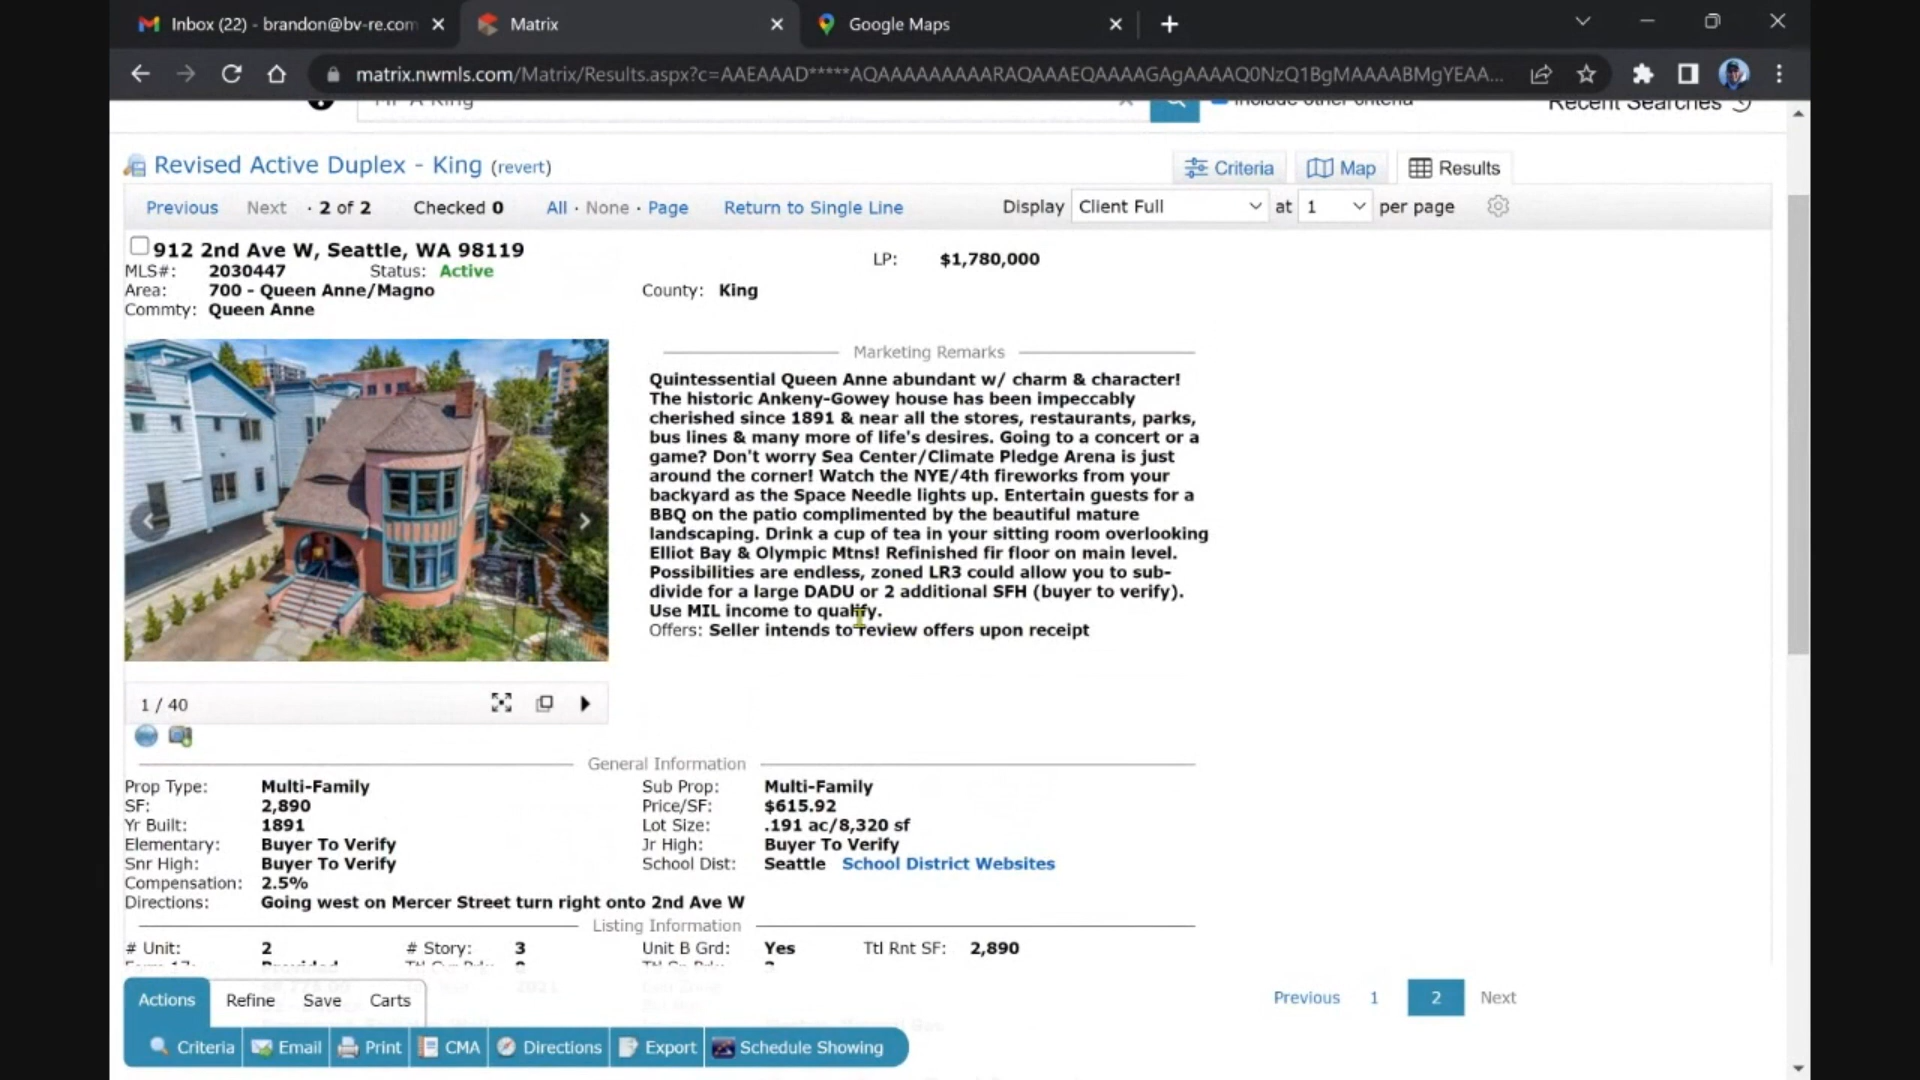 Inbox (22) - brandon@bv-re.com
Matrix
Google Maps
matrix.nwmls.com/Matrix/Results.aspx?c=AAEAAAD*****AQAAAAAAAAARAQAAAEQAAAAGAgAAAAQ0NzQ1BgMAAAABMgYEAA...
Include other criteria
Recent Searches
Revised Active Duplex - King (revert)
Criteria
Map
Results
Previous Next · 2 of 2 Checked 0 All · None · Page Return to Single Line Display Client Full at 1 per page
912 2nd Ave W, Seattle, WA 98119
LP: $1,780,000
MLS#: 2030447 Status: Active
Area: 700 - Queen Anne/Magno County: King
Commty: Queen Anne
Marketing Remarks
Quintessential Queen Anne abundant w/ charm & character!
The historic Ankeny-Gowey house has been impeccably
cherished since 1891 & near all the stores, restaurants, parks,
bus lines & many more of life's desires. Going to a concert or a
game? Don't worry Sea Center/Climate Pledge Arena is just
around the corner! Watch the NYE/4th fireworks from your
backyard as the Space Needle lights up. Entertain guests for a
BBQ on the patio complimented by the beautiful mature
landscaping. Drink a cup of tea in your sitting room overlooking
Elliot Bay & Olympic Mtns! Refinished fir floor on main level.
Possibilities are endless, zoned LR3 could allow you to sub-
divide for a large DADU or 2 additional SFH (buyer to verify).
Use MIL income to qualify.
Offers: Seller intends to review offers upon receipt
1 / 40
General Information
Prop Type: Multi-Family Sub Prop: Multi-Family
SF: 2,890 Price/SF: $615.92
Yr Built: 1891 Lot Size: .191 ac/8,320 sf
Elementary: Buyer To Verify Jr High: Buyer To Verify
Snr High: Buyer To Verify School Dist: Seattle School District Websites
Compensation: 2.5%
Directions: Going west on Mercer Street turn right onto 2nd Ave W
Listing Information
# Unit: 2 # Story: 3 Unit B Grd: Yes Ttl Rnt SF: 2,890
Actions Refine Save Carts
Previous 1 2 Next
Criteria Email Print CMA Directions Export Schedule Showing